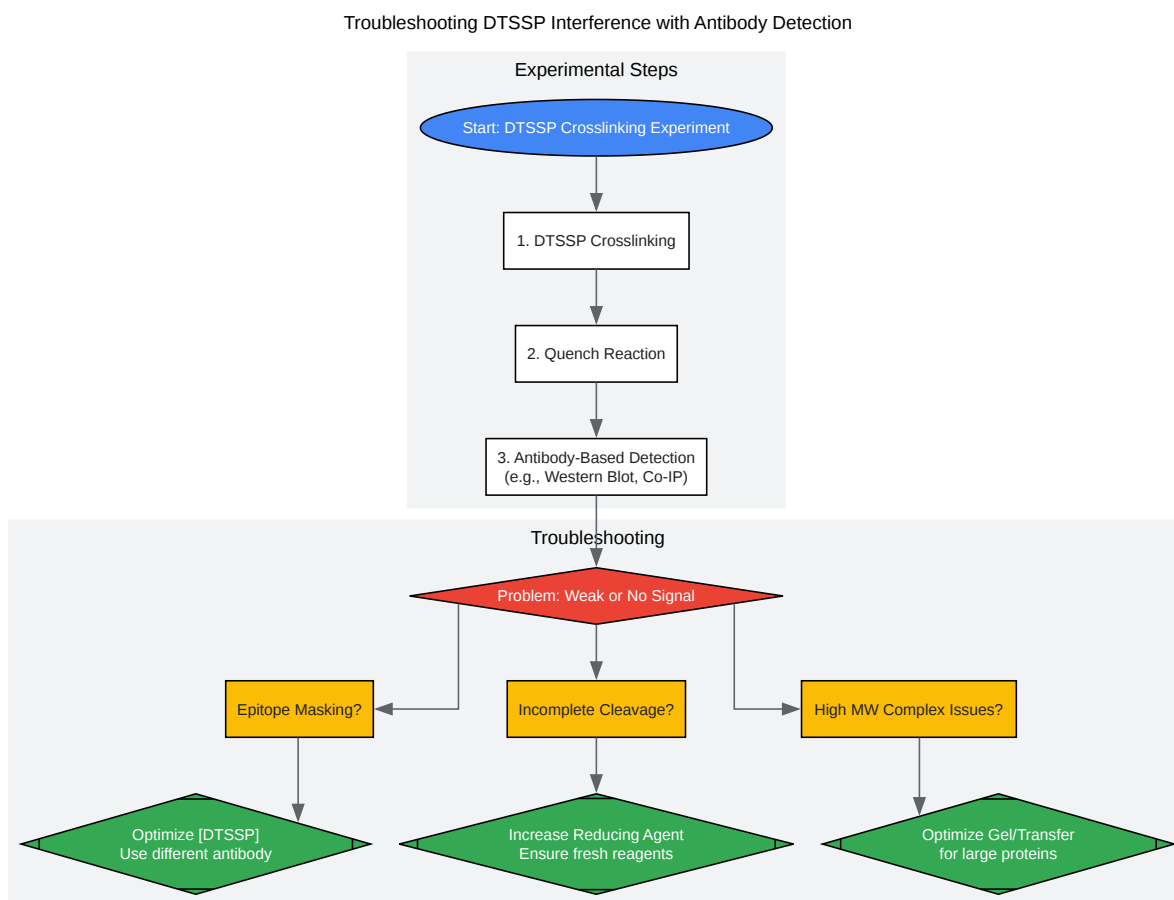 Troubleshooting DTSSP Interference with Antibody Detection
Experimental Steps
Start: DTSSP Crosslinking Experiment
1. DTSSP Crosslinking
2. Quench Reaction
3. Antibody-Based Detection
(e.g., Western Blot, Co-IP)
Troubleshooting
Problem: Weak or No Signal
Epitope Masking?
Incomplete Cleavage?
High MW Complex Issues?
Optimize [DTSSP]
Use different antibody
Increase Reducing Agent
Ensure fresh reagents
Optimize Gel/Transfer
for large proteins